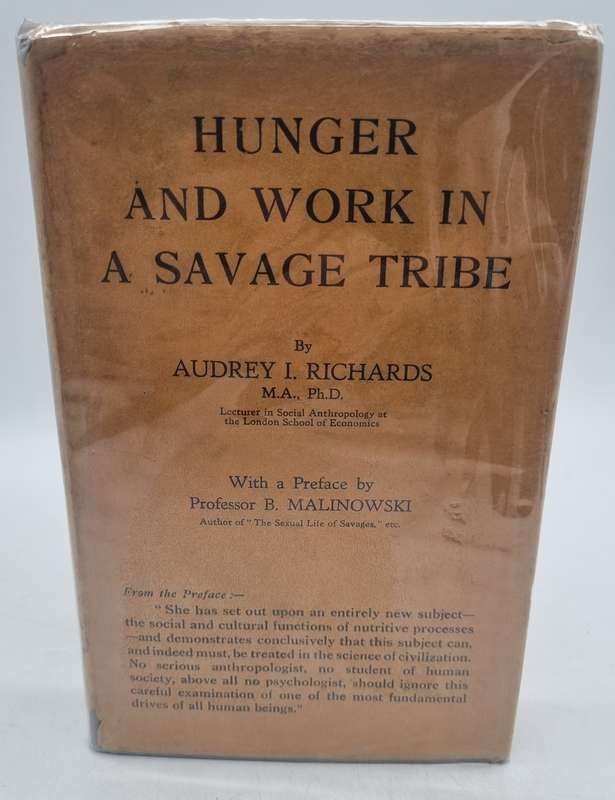 HUNGER
AND WORK IN
A SAVAGE TRIBE
By
AUDREY I. RICHARDS
M.A., Ph.D.
Lecturer in Social Anthropology at
the London School of Economics
With a Preface by
Professor B. MALINOWSKI
Author of "The Sexual Life of Savages," etc.
From the Preface :—
"She has set out upon an entirely new subject—
the social and cultural functions of nutritive processes
—and demonstrates conclusively that this subject can,
and indeed must, be treated in the science of civilization.
No serious anthropologist, no student of human
society, above all no psychologist, should ignore this
careful examination of one of the most fundamental
drives of all human beings."